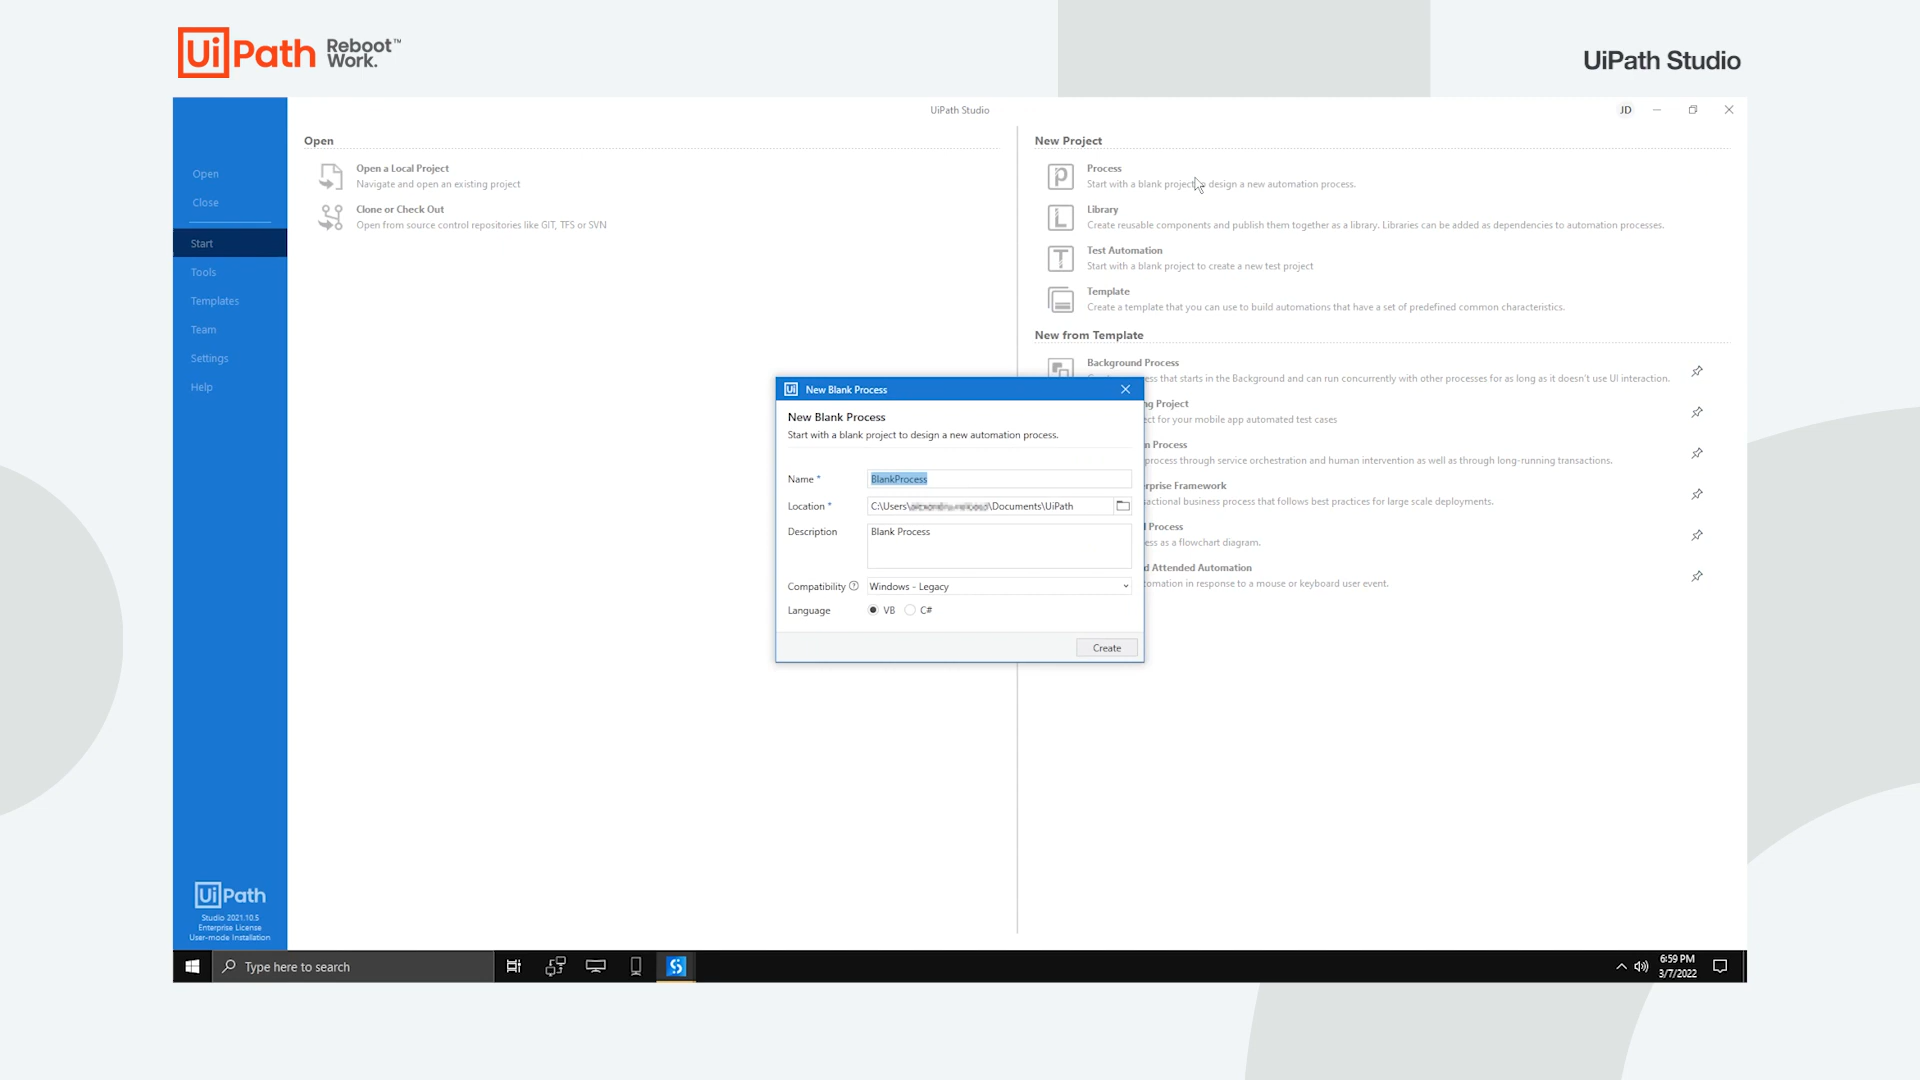 UiPath Reboot Work.™
UiPath Studio
UiPath Studio
JD
Open
Close
Start
Tools
Templates
Team
Settings
Help
Open
Open a Local Project
Navigate and open an existing project
Clone or Check Out
Open from source control repositories like GIT, TFS or SVN
New Project
Process
Start with a blank project design a new automation process.
Library
Create reusable components and publish them together as a library. Libraries can be added as dependencies to automation processes.
Test Automation
Start with a blank project to create a new test project
Template
Create a template that you can use to build automations that have a set of predefined common characteristics.
New from Template
Background Process
that starts in the Background and can run concurrently with other processes for as long as it doesn't use UI interaction.
Project
for your mobile app automated test cases
Process
process through service orchestration and human intervention as well as through long-running transactions.
Framework
business process that follows best practices for large scale deployments.
Process
as a flowchart diagram.
Attended Automation
in response to a mouse or keyboard user event.
Ui New Blank Process
New Blank Process
Start with a blank project to design a new automation process.
Name * BlankProcess
Location * C:\Users\ \Documents\UiPath
Description Blank Process
Compatibility ? Windows - Legacy
Language VB C#
Create
UiPath
Studio 2021.10.5
Enterprise License
User-mode Installation
Type here to search
6:59 PM
3/7/2022